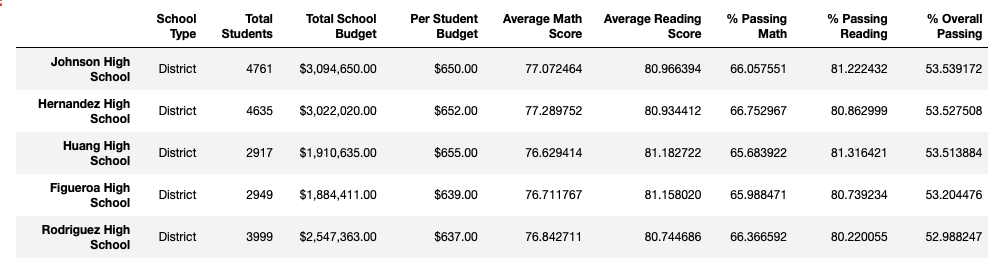 School Type Total Students Total School Budget Per Student Budget Average Math Score Average Reading Score % Passing Math % Passing Reading % Overall Passing
Johnson High School District 4761 $3,094,650.00 $650.00 77.072464 80.966394 66.057551 81.222432 53.539172
Hernandez High School District 4635 $3,022,020.00 $652.00 77.289752 80.934412 66.752967 80.862999 53.527508
Huang High School District 2917 $1,910,635.00 $655.00 76.629414 81.182722 65.683922 81.316421 53.513884
Figueroa High School District 2949 $1,884,411.00 $639.00 76.711767 81.158020 65.988471 80.739234 53.204476
Rodriguez High School District 3999 $2,547,363.00 $637.00 76.842711 80.744686 66.366592 80.220055 52.988247